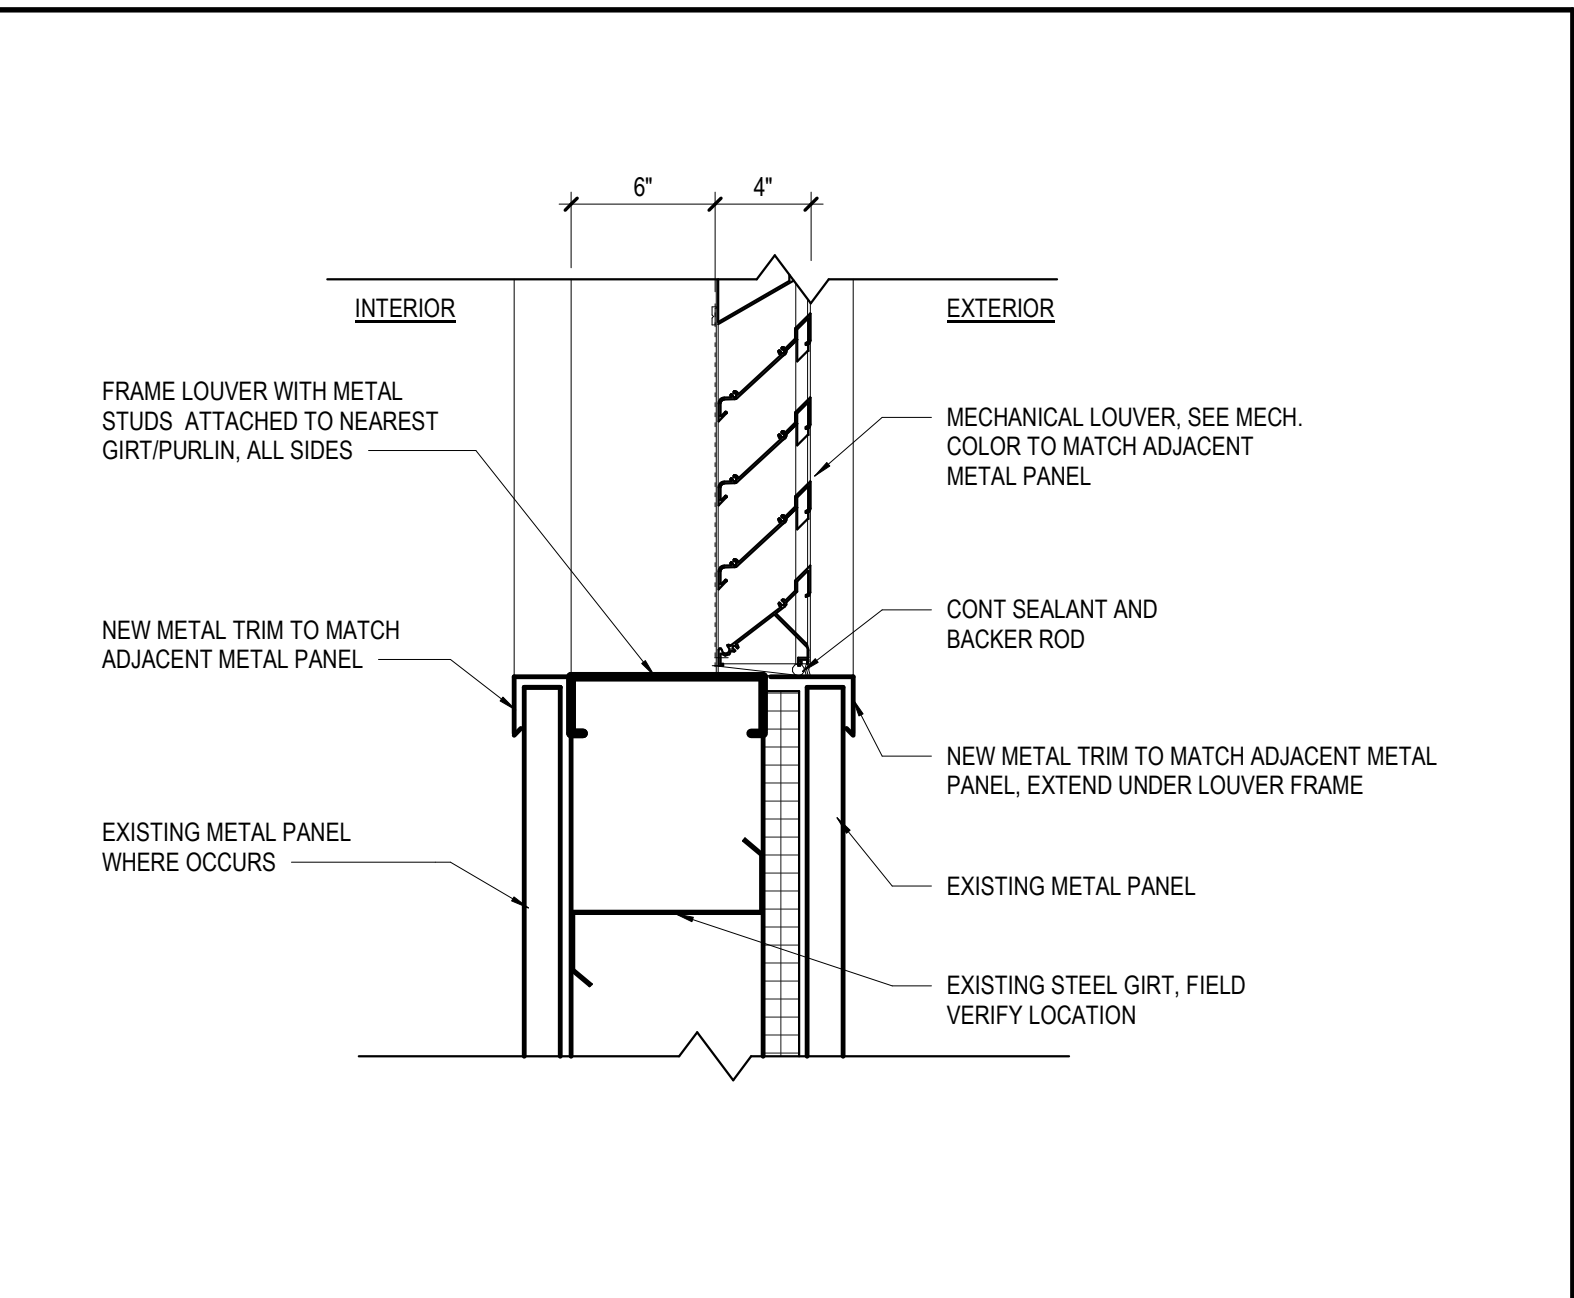 6" 4"
INTERIOR
EXTERIOR
FRAME LOUVER WITH METAL
STUDS ATTACHED TO NEAREST
GIRT/PURLIN, ALL SIDES
MECHANICAL LOUVER, SEE MECH.
COLOR TO MATCH ADJACENT
METAL PANEL
NEW METAL TRIM TO MATCH
ADJACENT METAL PANEL
CONT SEALANT AND
BACKER ROD
NEW METAL TRIM TO MATCH ADJACENT METAL
PANEL, EXTEND UNDER LOUVER FRAME
EXISTING METAL PANEL
WHERE OCCURS
EXISTING METAL PANEL
EXISTING STEEL GIRT, FIELD
VERIFY LOCATION